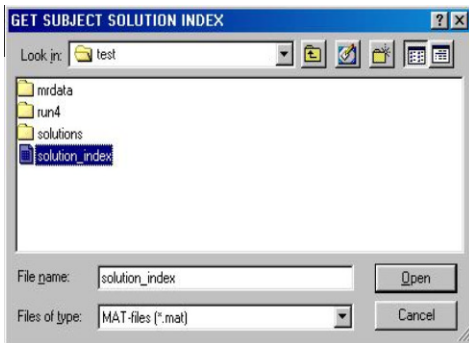 GET SUBJECT SOLUTION INDEX
Look in: test
mrdata
run4
solutions
solution_index
File name: solution_index Open
Files of type: MAT-files (*.mat) Cancel